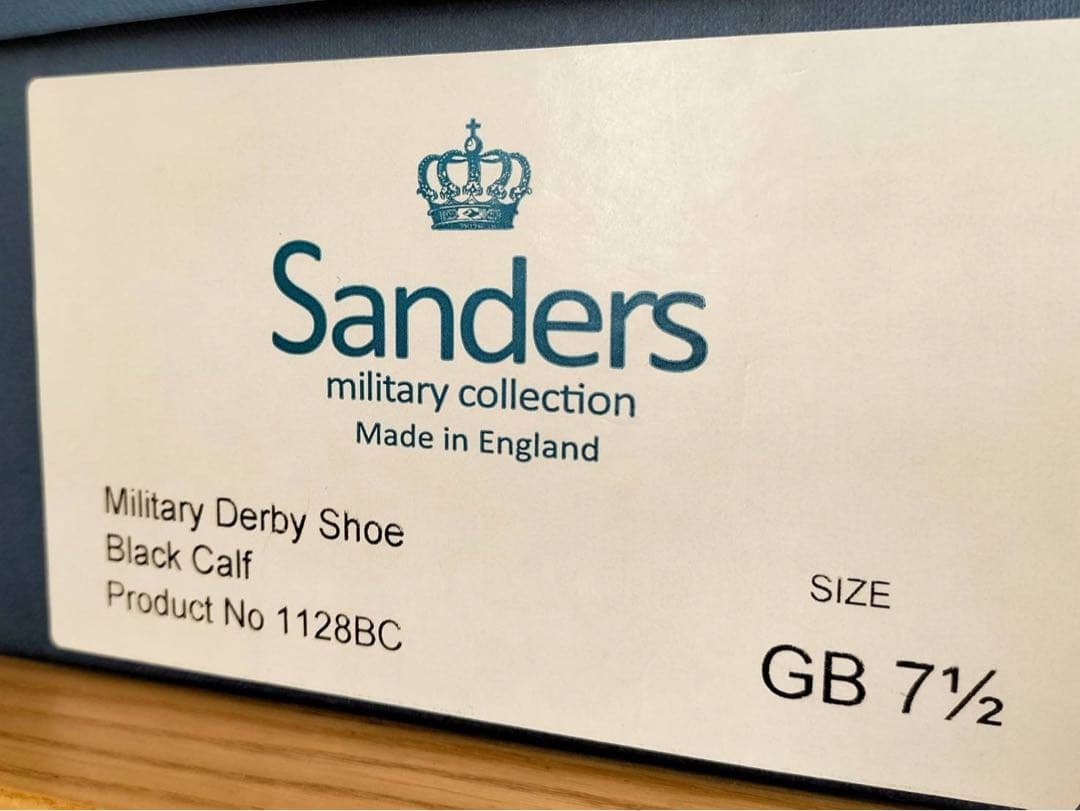 Sanders
military collection
Made in England
Military Derby Shoe
Black Calf
Product No 1128BC
SIZE
GB 7½